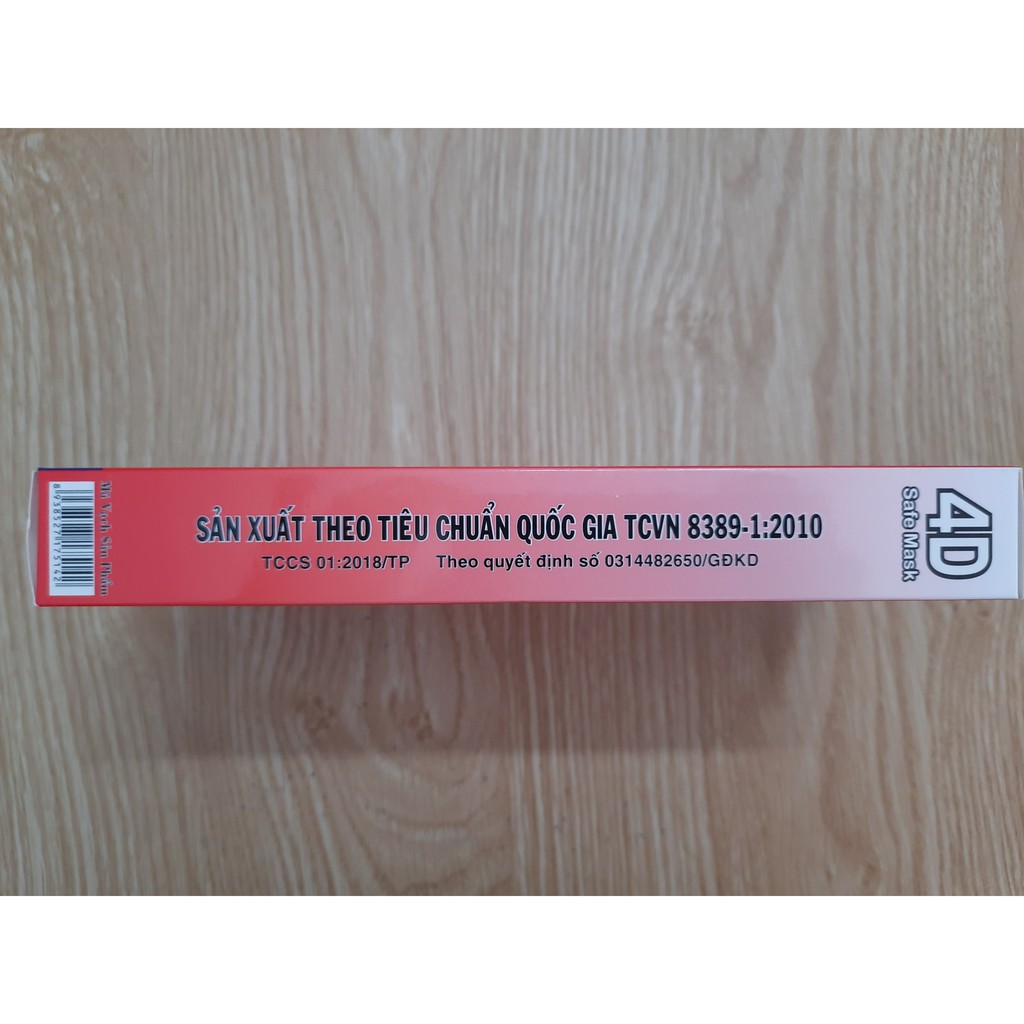 SẢN XUẤT THEO TIÊU CHUẨN QUỐC GIA TCVN 8389-1:2010
TCCS 01:2018/TP Theo quyết định số 0314482650/GĐKD
4D
Safe Mask
Mã Vạch Sản Phẩm